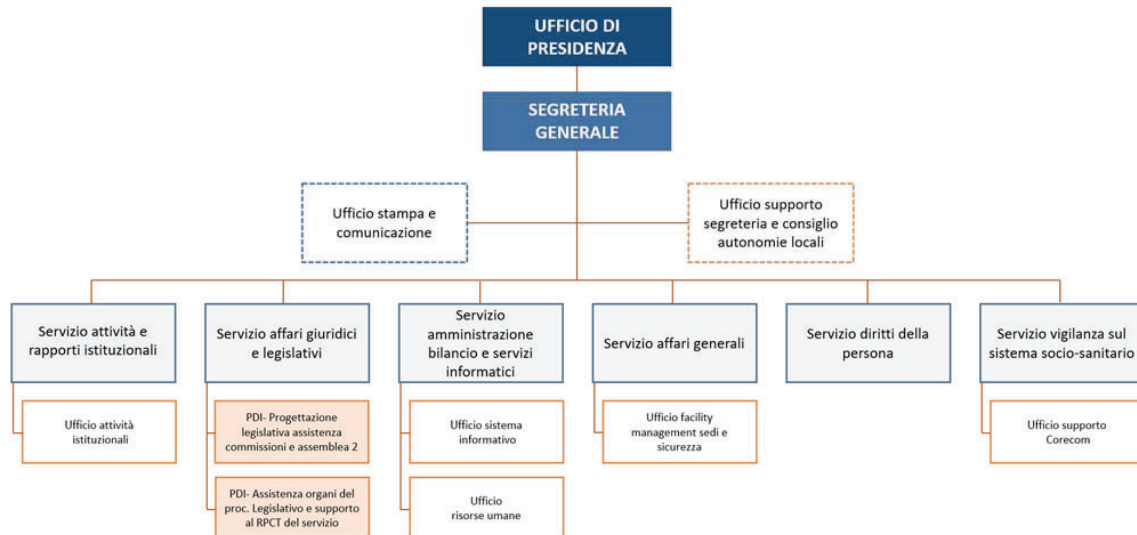 UFFICIO DI
PRESIDENZA
SEGRETERIA
GENERALE
Ufficio stampa e
comunicazione
Ufficio supporto
segreteria e consiglio
autonomie locali
Servizio attività e
rapporti istituzionali
Servizio affari giuridici
e legislativi
Servizio
amministrazione
bilancio e servizi
informatici
Servizio affari generali
Servizio diritti della
persona
Servizio vigilanza sul
sistema socio-sanitario
Ufficio attività
istituzionali
PDI- Progettazione
legislativa assistenza
commissioni e assemblea 2
Ufficio sistema
informativo
Ufficio facility
management sedi e
sicurezza
Ufficio supporto
Corecom
PDI- Assistenza organi del
proc. Legislativo e supporto
al RPCT del servizio
Ufficio
risorse umane